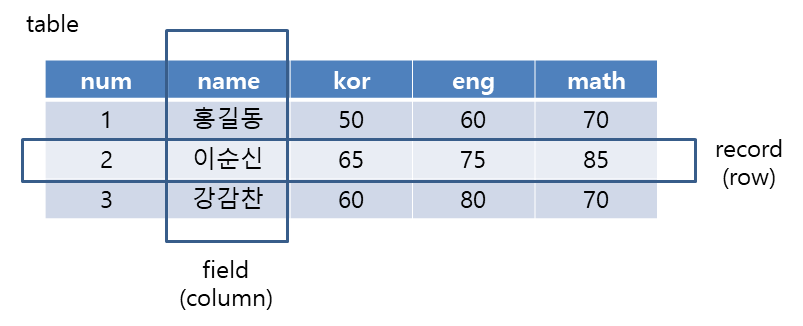 table
num name kor eng math
1 홍길동 50 60 70
2 이순신 65 75 85
3 강감찬 60 80 70
record
(row)
field
(column)